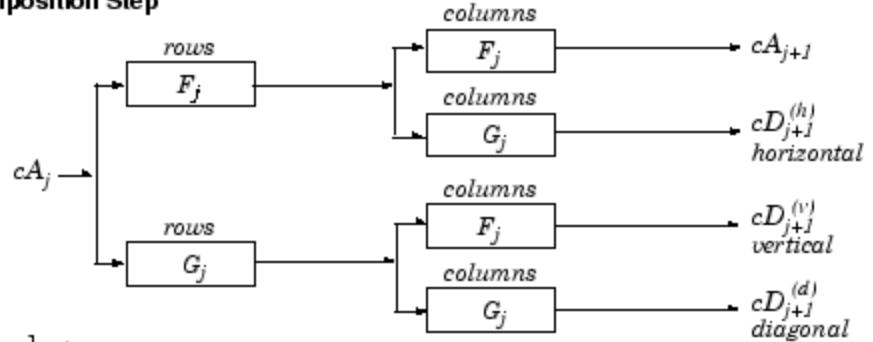 position Step
columns
rows
F_j
cA_{j+1}
F_j
columns
G_j
cD_{j+1}^{(h)}
horizontal
cA_j
columns
rows
F_j
cD_{j+1}^{(v)}
vertical
G_j
columns
G_j
cD_{j+1}^{(d)}
diagonal